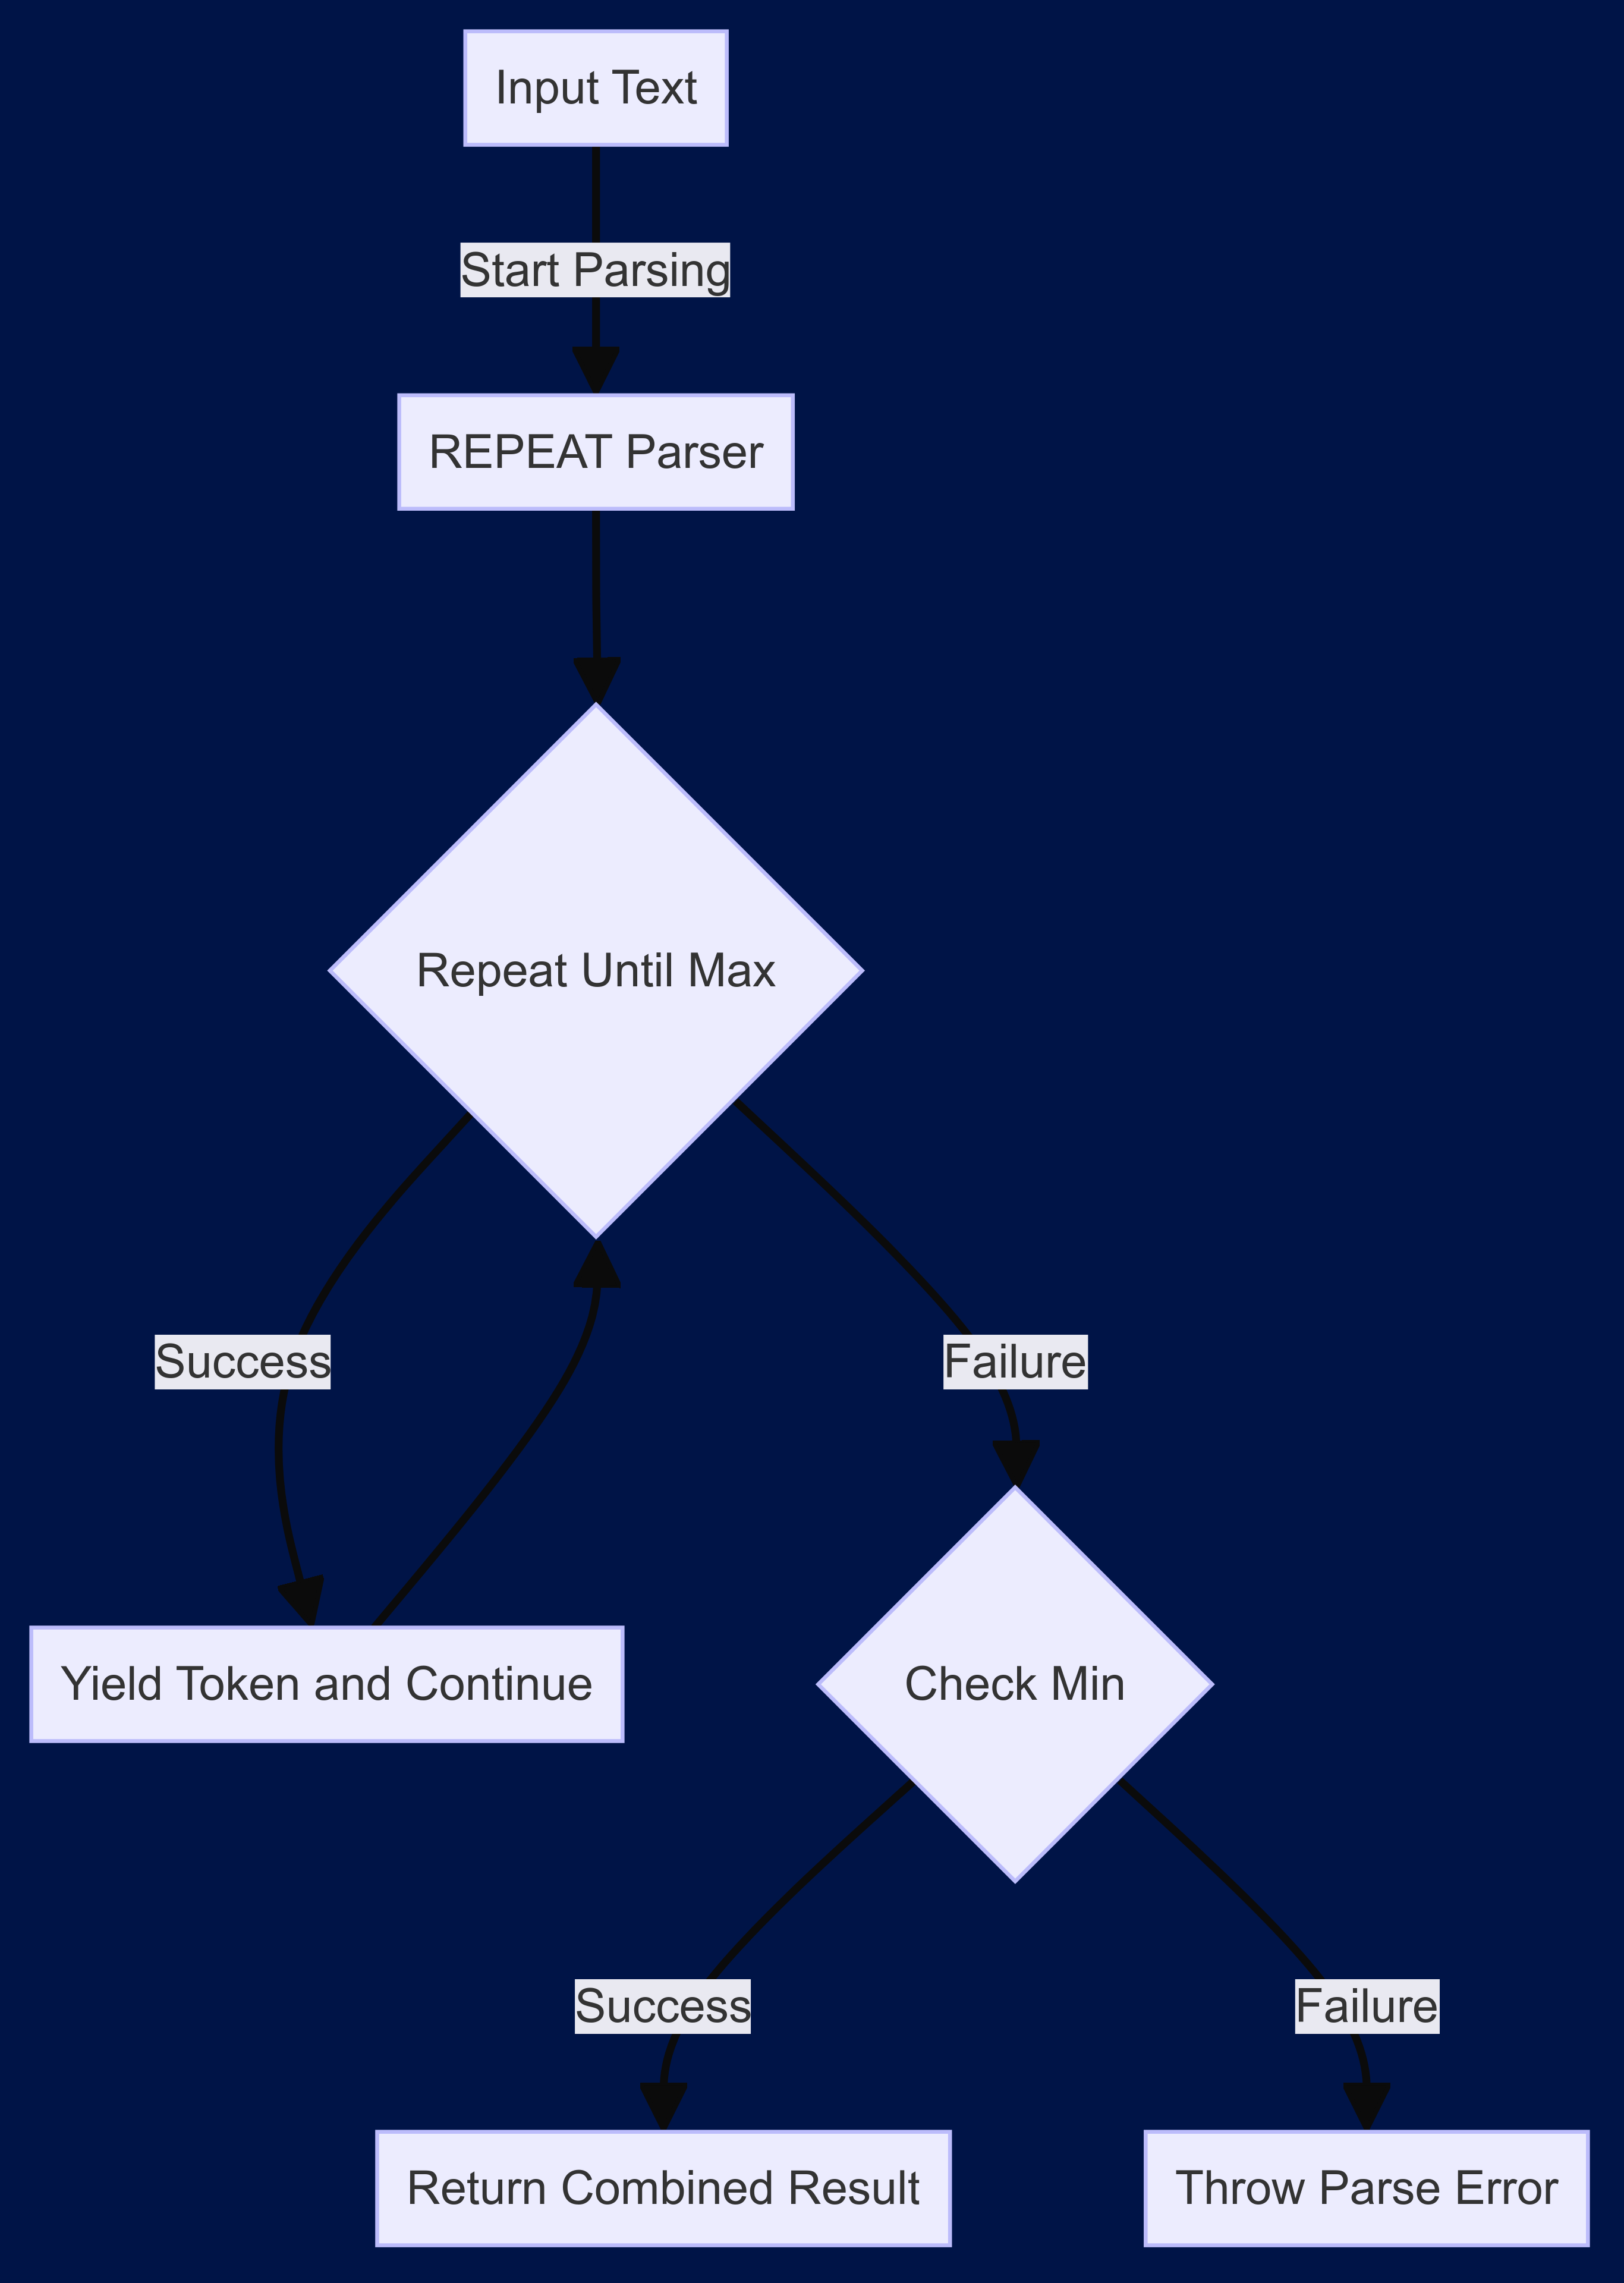 Input Text
Start Parsing
REPEAT Parser
Repeat Until Max
Success
Failure
Yield Token and Continue
Check Min
Success
Failure
Return Combined Result
Throw Parse Error